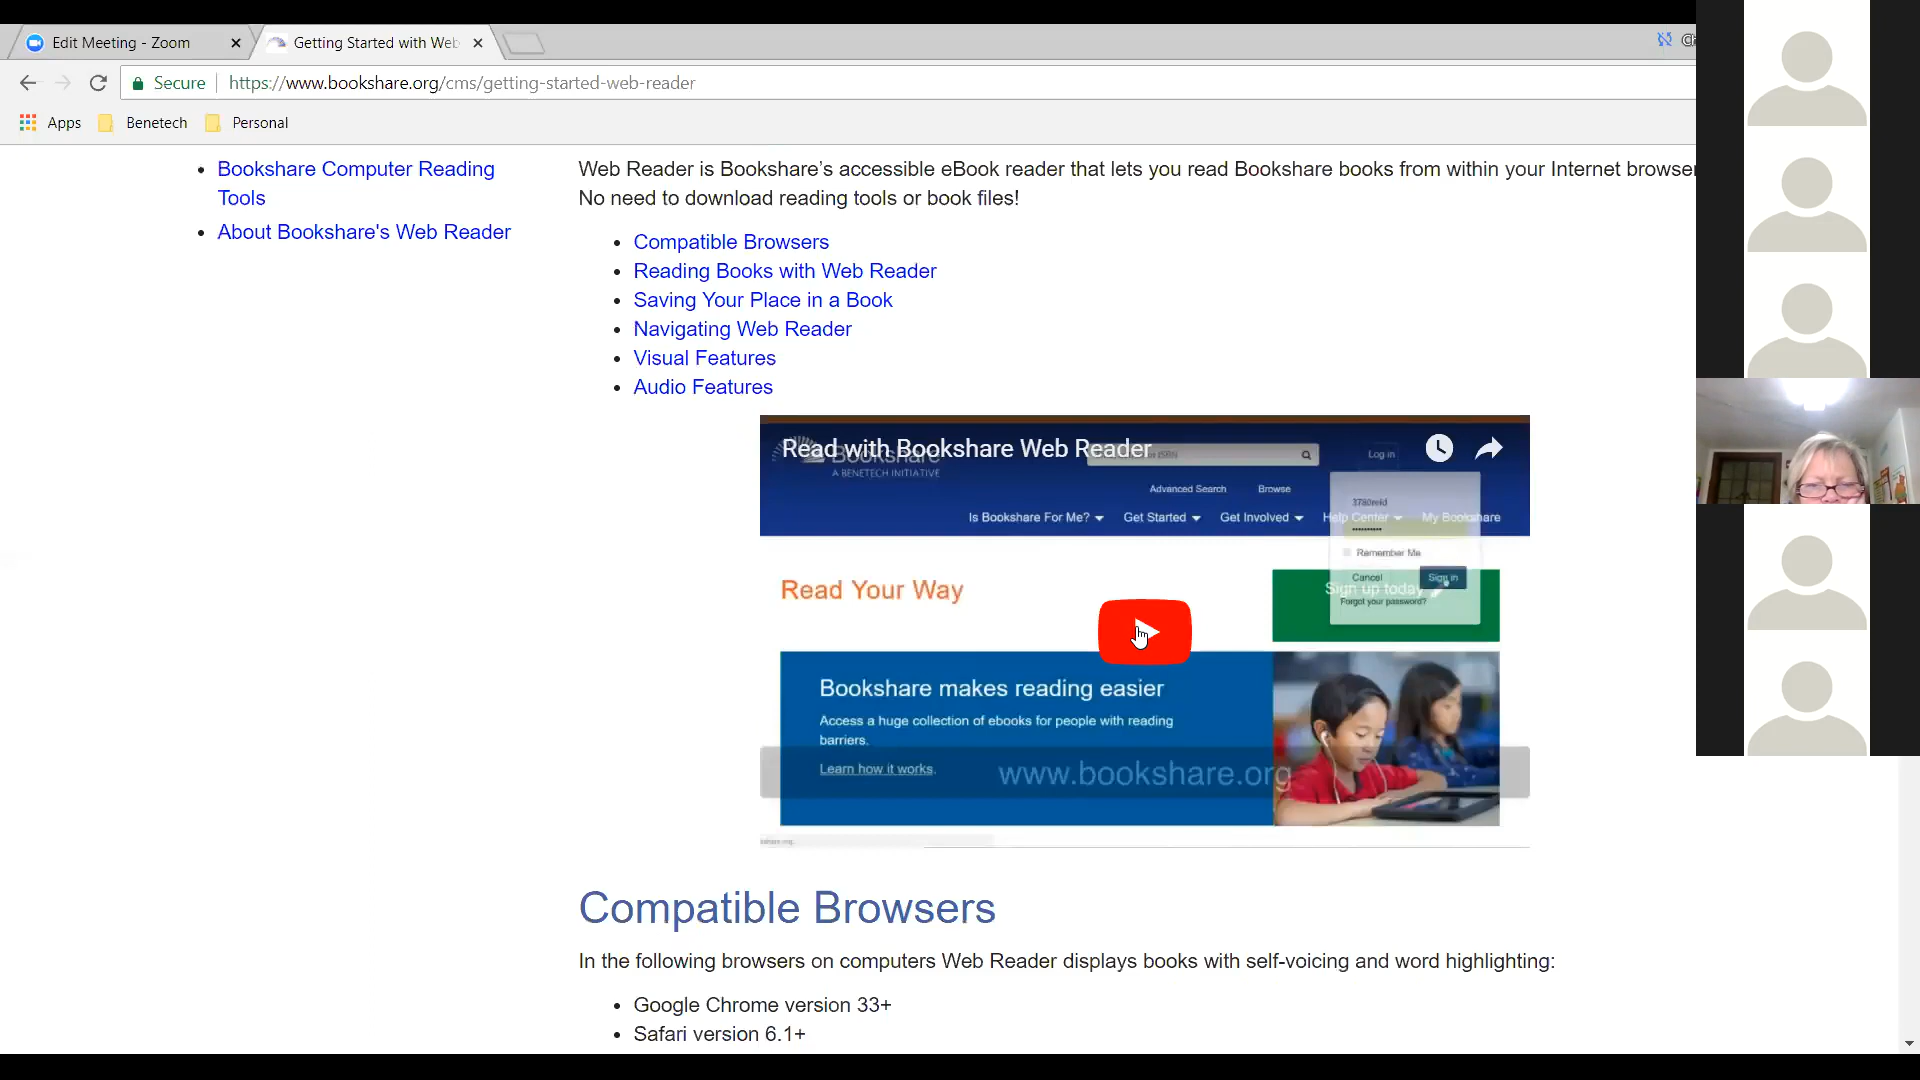 Edit Meeting - Zoom
Getting Started with Web
Secure
https://www.bookshare.org/cms/getting-started-web-reader
Apps
Benetech
Personal
Bookshare Computer Reading
Tools
About Bookshare's Web Reader
Web Reader is Bookshare’s accessible eBook reader that lets you read Bookshare books from within your Internet browser
No need to download reading tools or book files!
Compatible Browsers
Reading Books with Web Reader
Saving Your Place in a Book
Navigating Web Reader
Visual Features
Audio Features
Read with Bookshare Web Reader
Bookshare
A BENETECH INITIATIVE
Log in
Advanced Search
Browse
Is Bookshare For Me?
Get Started
Get Involved
Help Center
My Bookshare
3780reid
Remember Me
Cancel
Sign in
Forgot your password?
Read Your Way
Sign up today
Bookshare makes reading easier
Access a huge collection of ebooks for people with reading
barriers.
Learn how it works.
www.bookshare.org
Compatible Browsers
In the following browsers on computers Web Reader displays books with self-voicing and word highlighting:
Google Chrome version 33+
Safari version 6.1+